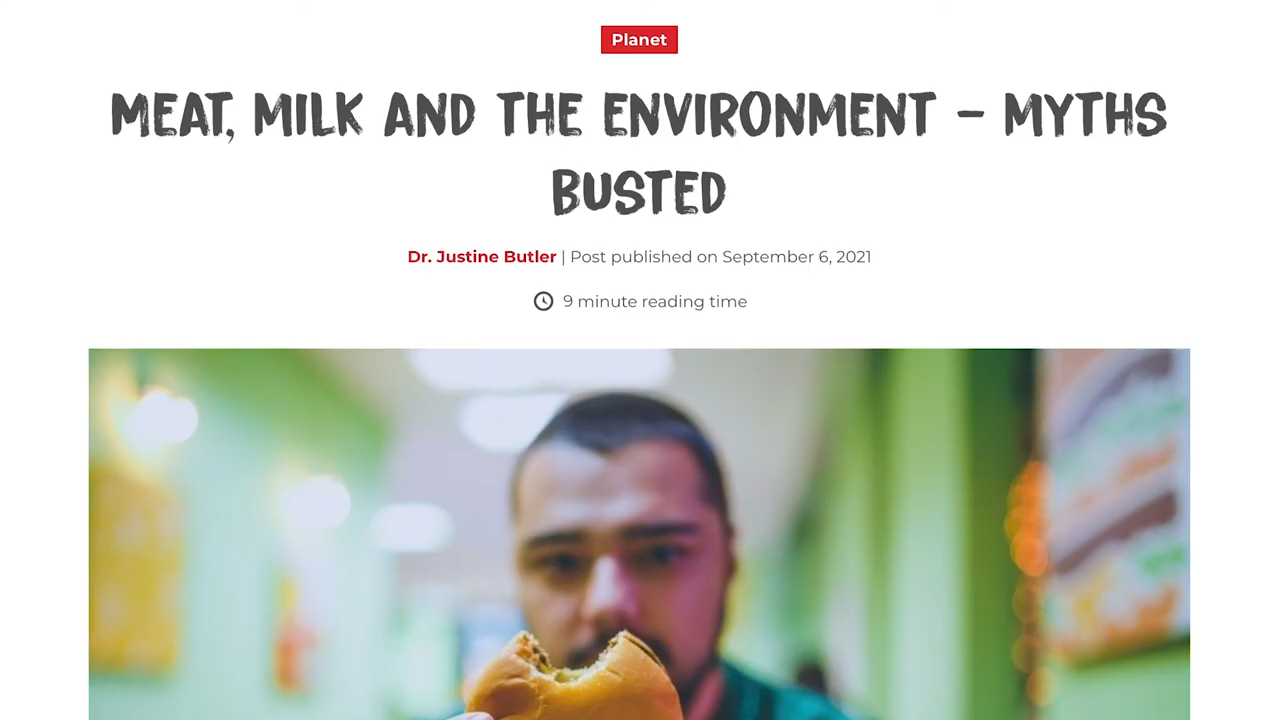 Planet
MEAT, MILK AND THE ENVIRONMENT – MYTHS
BUSTED
Dr. Justine Butler | Post published on September 6, 2021
9 minute reading time